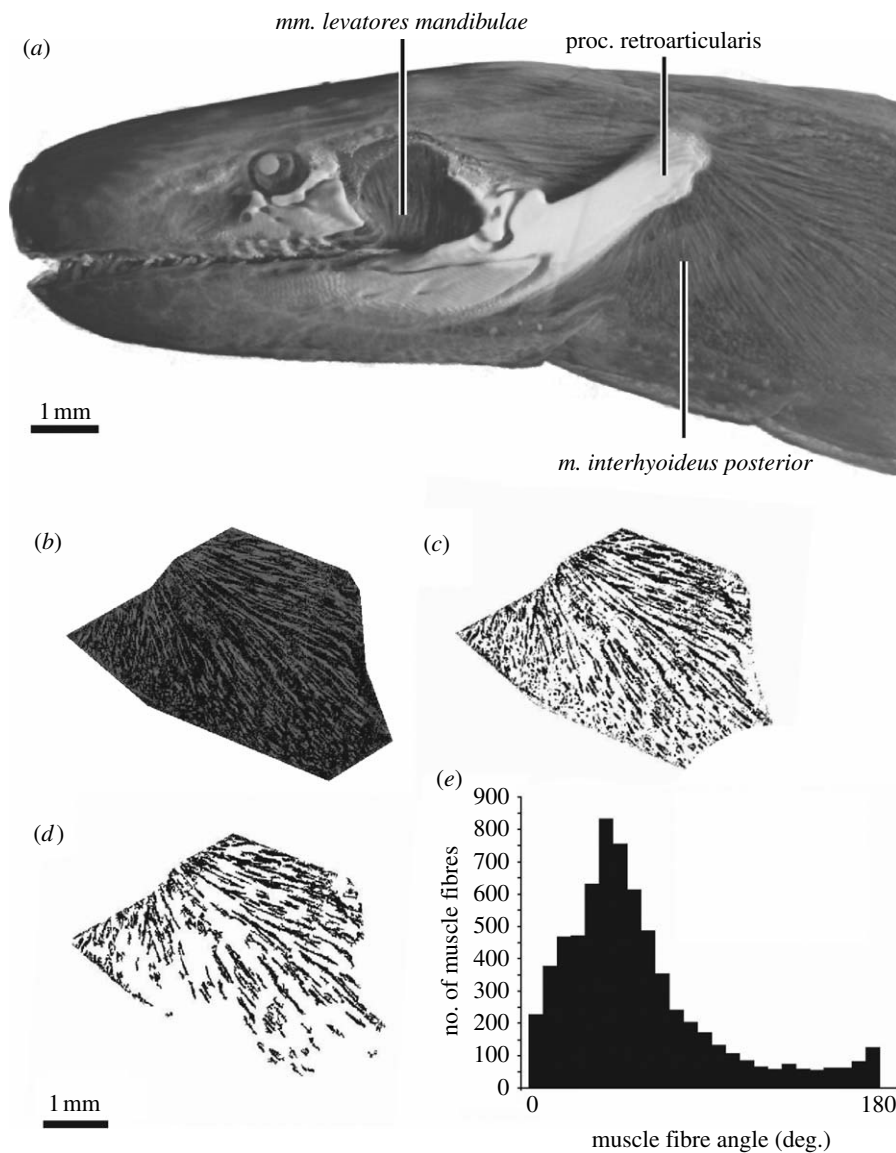 mm. levatores mandibulae
(a)
proc. retroarticularis
1 mm
m. interhyoideus posterior
(b)
(c)
(d)
1 mm
(e)
900
800
700
600
500
400
300
200
100
0
no. of muscle fibres
0
180
muscle fibre angle (deg.)